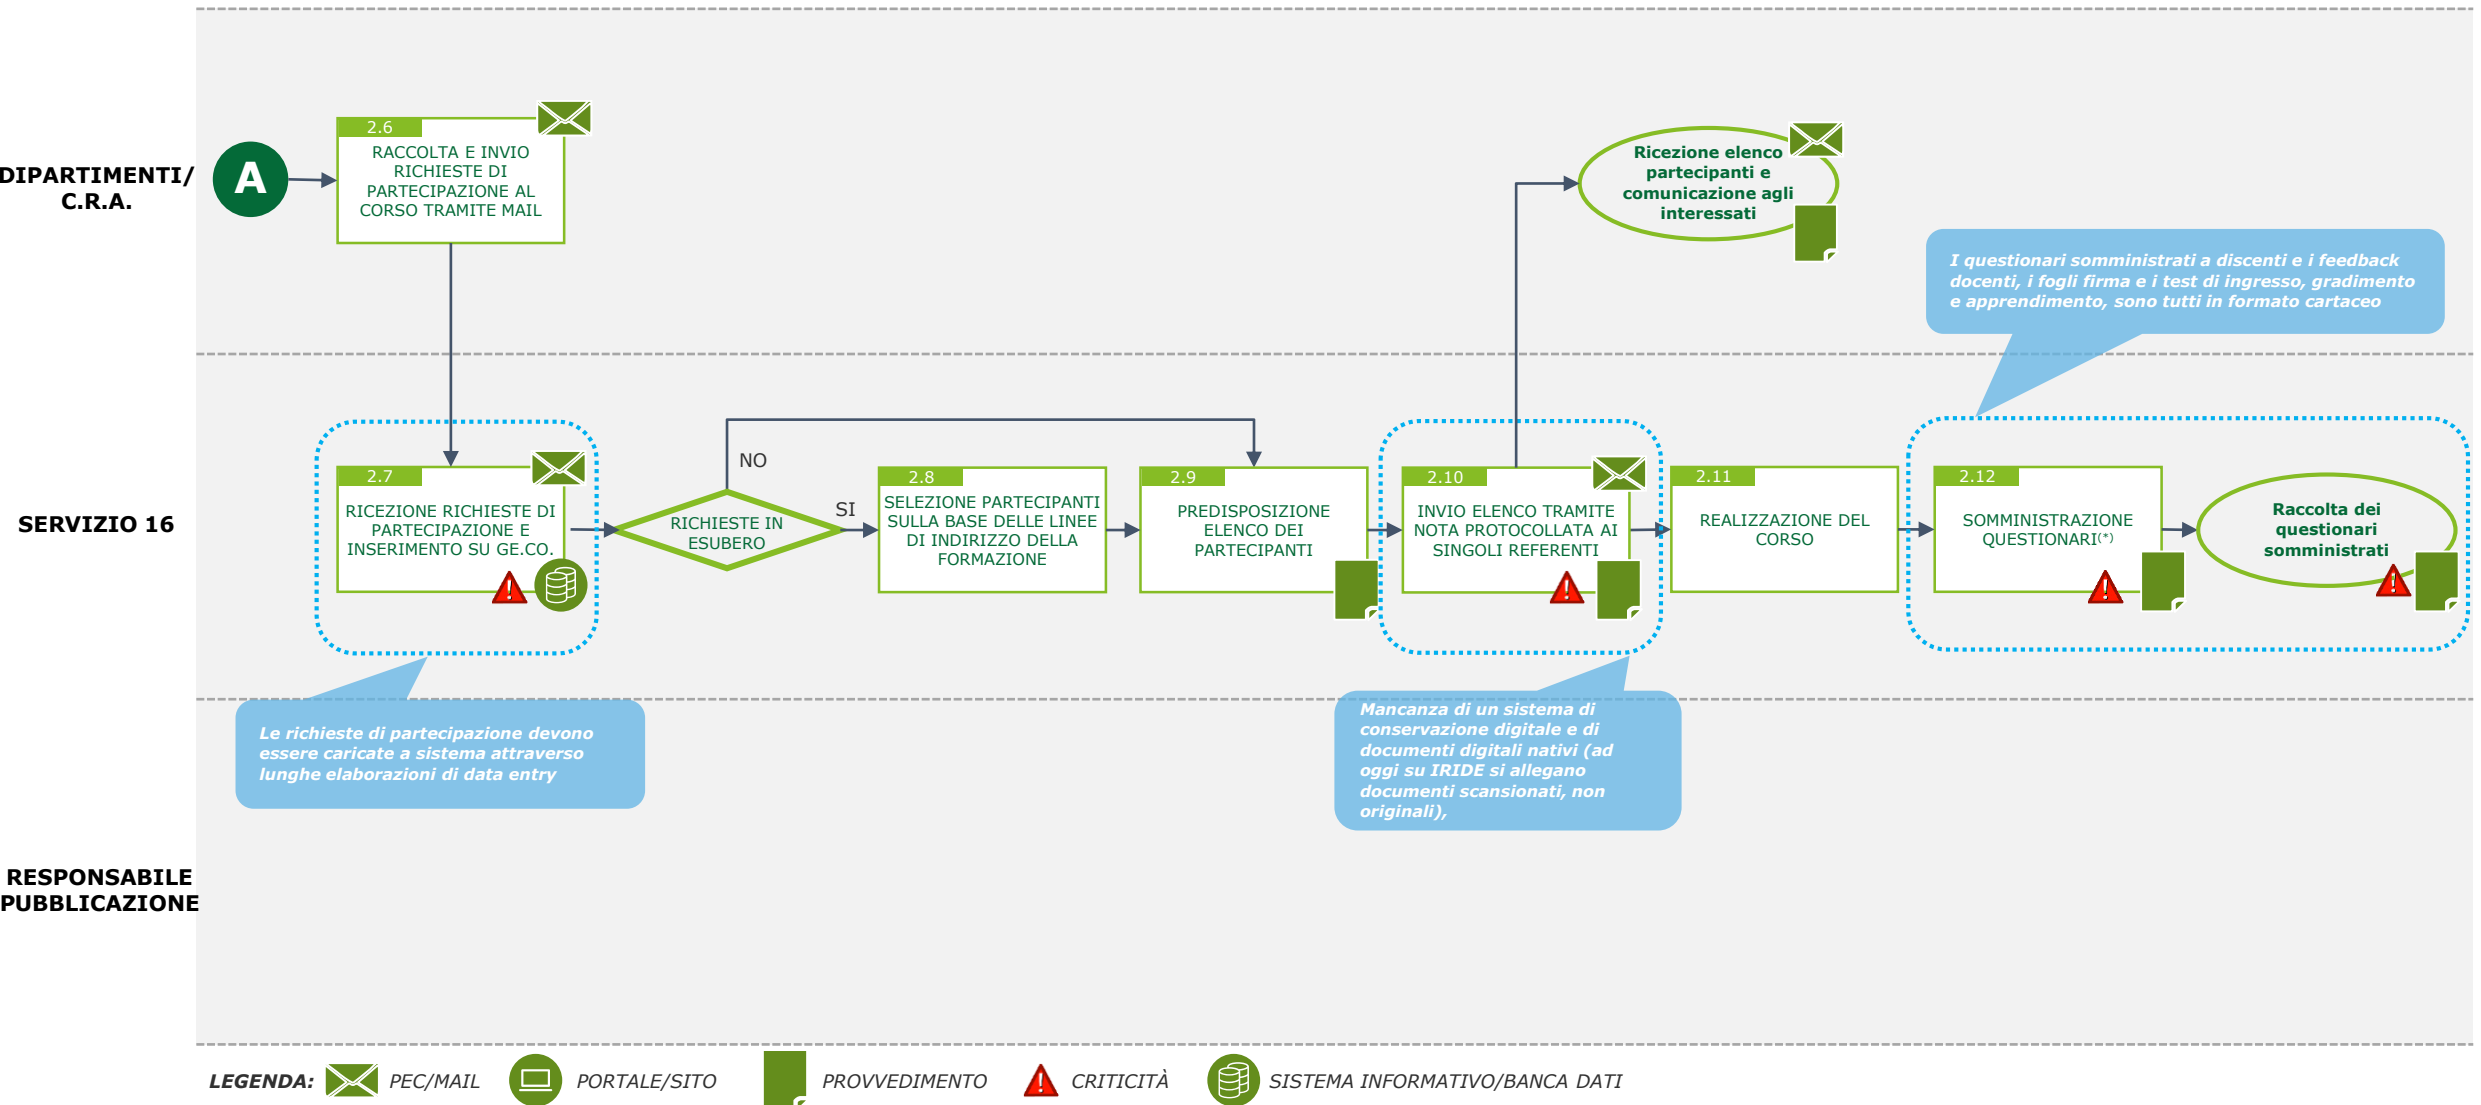 DIPARTIMENTI/
C.R.A.
A
2.6
RACCOLTA E INVIO
RICHIESTE DI
PARTECIPAZIONE AL
CORSO TRAMITE MAIL
Ricezione elenco
partecipanti e
comunicazione agli
interessati
I questionari somministrati a discenti e i feedback
docenti, i fogli firma e i test di ingresso, gradimento
e apprendimento, sono tutti in formato cartaceo
SERVIZIO 16
2.7
RICEZIONE RICHIESTE DI
PARTECIPAZIONE E
INSERIMENTO SU GE.CO.
RICHIESTE IN
ESUBERO
NO
SI
2.8
SELEZIONE PARTECIPANTI
SULLA BASE DELLE LINEE
DI INDIRIZZO DELLA
FORMAZIONE
2.9
PREDISPOSIZIONE
ELENCO DEI
PARTECIPANTI
2.10
INVIO ELENCO TRAMITE
NOTA PROTOCOLLATA AI
SINGOLI REFERENTI
2.11
REALIZZAZIONE DEL
CORSO
2.12
SOMMINISTRAZIONE
QUESTIONARI(*)
Raccolta dei
questionari
somministrati
Le richieste di partecipazione devono
essere caricate a sistema attraverso
lunghe elaborazioni di data entry
Mancanza di un sistema di
conservazione digitale e di
documenti digitali nativi (ad
oggi su IRIDE si allegano
documenti scansionati, non
originali),
RESPONSABILE
PUBBLICAZIONE
LEGENDA:
PEC/MAIL
PORTALE/SITO
PROVVEDIMENTO
CRITICITÀ
SISTEMA INFORMATIVO/BANCA DATI